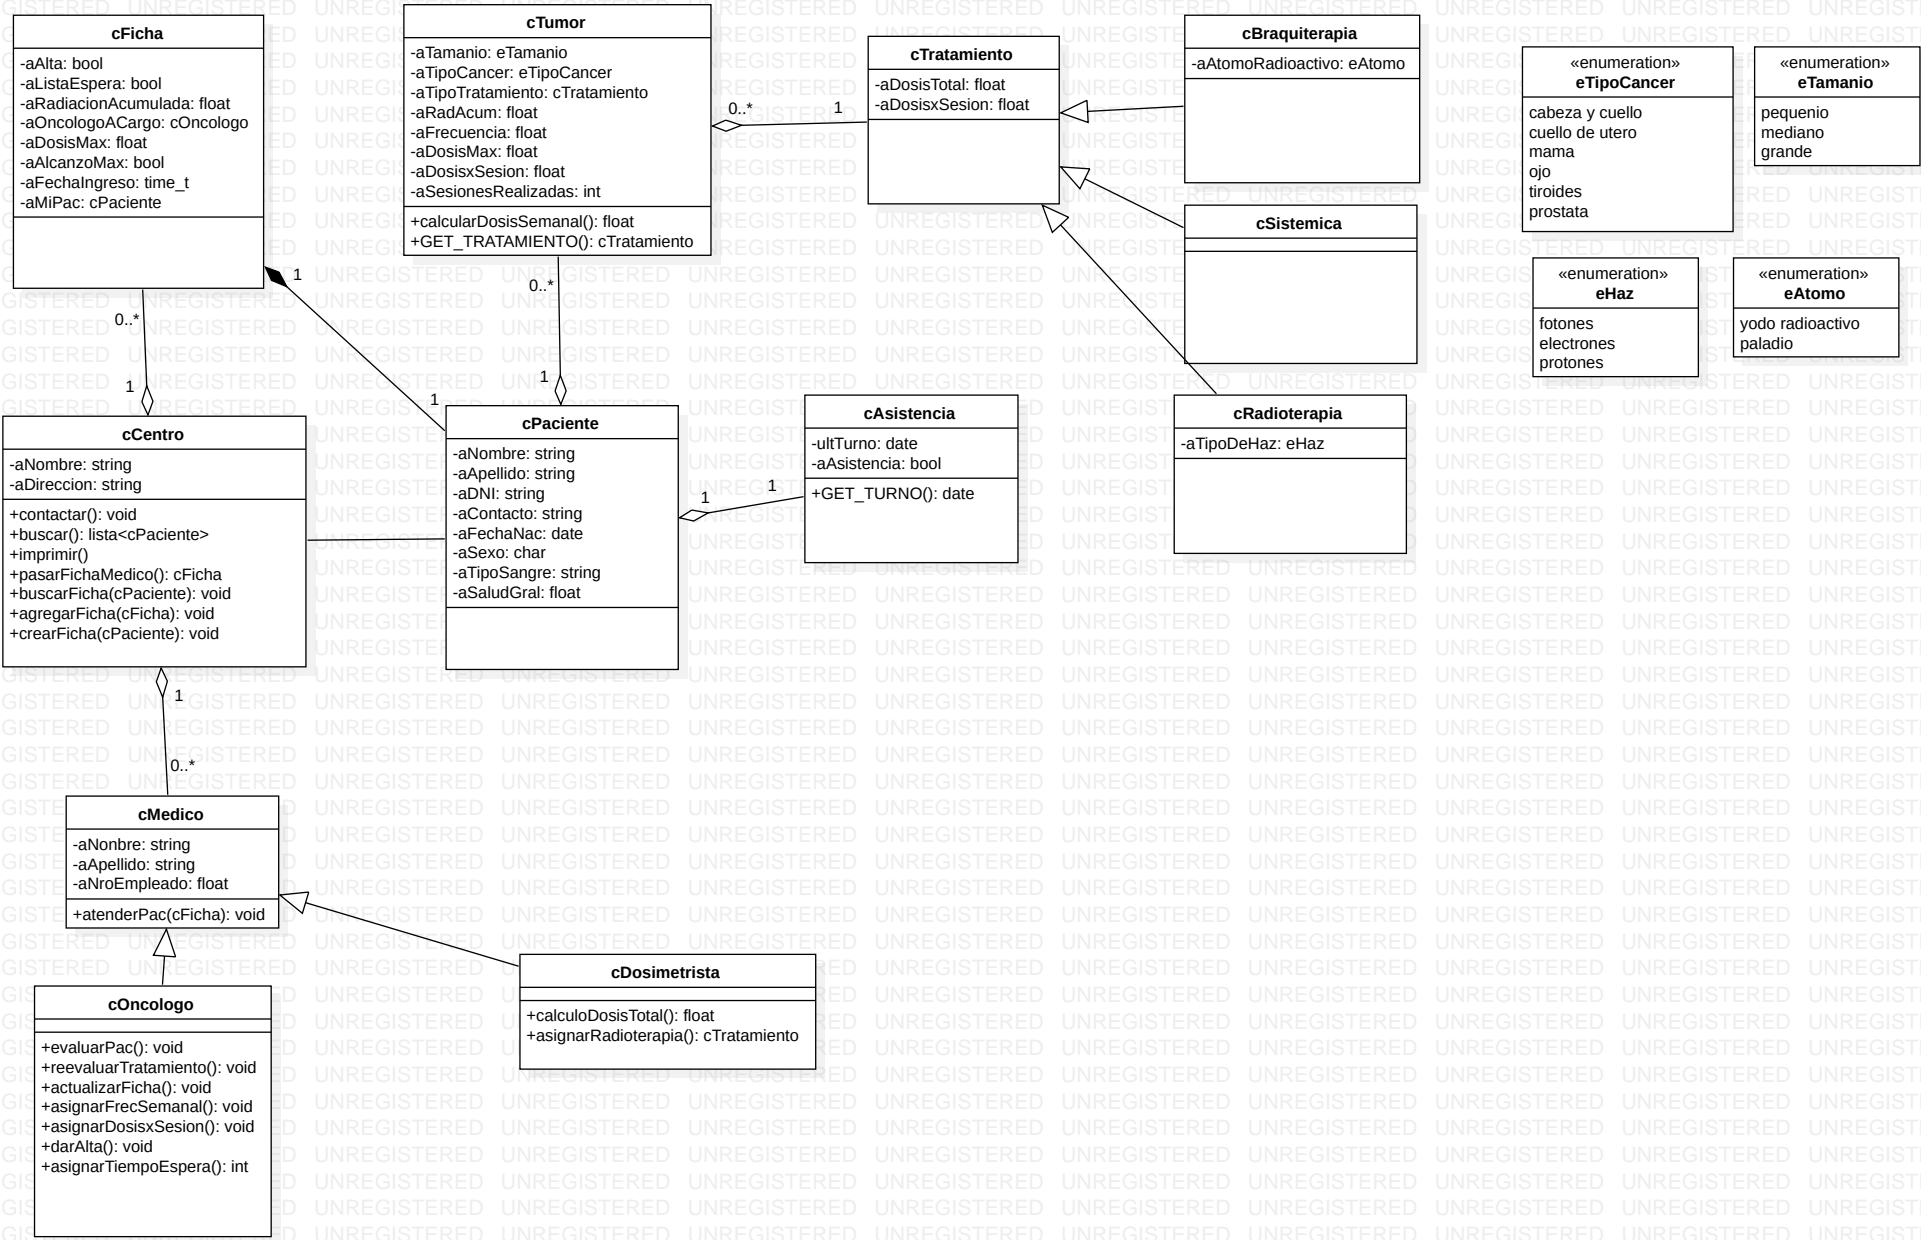 cFicha
-aAlta: bool
-aListaEspera: bool
-aRadiacionAcumulada: float
-aOncologoACargo: cOncologo
-aDosisMax: float
-aAlcanzoMax: bool
-aFechaIngreso: time_t
-aMiPac: cPaciente
cTumor
-aTamanio: eTamanio
-aTipoCancer: eTipoCancer
-aTipoTratamiento: cTratamiento
-aRadAcum: float
-aFrecuencia: float
-aDosisMax: float
-aDosisxSesion: float
-aSesionesRealizadas: int
+calcularDosisSemanal(): float
+GET_TRATAMIENTO(): cTratamiento
0..*
1
cTratamiento
-aDosisTotal: float
-aDosisxSesion: float
cBraquiterapia
-aAtomoRadioactivo: eAtomo
cSistemica
cRadioterapia
-aTipoDeHaz: eHaz
«enumeration»
eTipoCancer
cabeza y cuello
cuello de utero
mama
ojo
tiroides
prostata
«enumeration»
eTamanio
pequenio
mediano
grande
«enumeration»
eHaz
fotones
electrones
protones
«enumeration»
eAtomo
yodo radioactivo
paladio
1
0..*
0..*
1
1
1
cCentro
-aNombre: string
-aDireccion: string
+contactar(): void
+buscar(): lista<cPaciente>
+imprimir()
+pasarFichaMedico(): cFicha
+buscarFicha(cPaciente): void
+agregarFicha(cFicha): void
+crearFicha(cPaciente): void
cPaciente
-aNombre: string
-aApellido: string
-aDNI: string
-aContacto: string
-aFechaNac: date
-aSexo: char
-aTipoSangre: string
-aSaludGral: float
1
1
cAsistencia
-ultTurno: date
-aAsistencia: bool
+GET_TURNO(): date
1
0..*
cMedico
-aNonbre: string
-aApellido: string
-aNroEmpleado: float
+atenderPac(cFicha): void
cOncologo
+evaluarPac(): void
+reevaluarTratamiento(): void
+actualizarFicha(): void
+asignarFrecSemanal(): void
+asignarDosisxSesion(): void
+darAlta(): void
+asignarTiempoEspera(): int
cDosimetrista
+calculoDosisTotal(): float
+asignarRadioterapia(): cTratamiento
UNREGISTERED